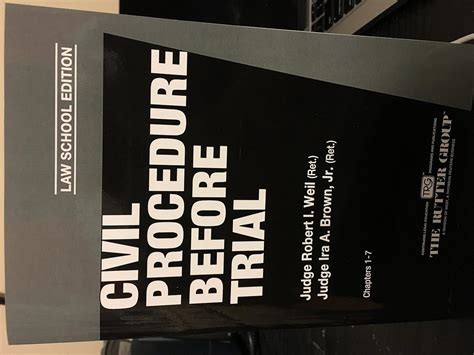 LAW SCHOOL EDITION
CIVIL
PROCEDURE
BEFORE
TRIAL
Judge Robert I. Weil (Ret.)
Judge Ira A. Brown, Jr. (Ret.)
Chapters 1-7
TRG
THE RUTTER GROUP